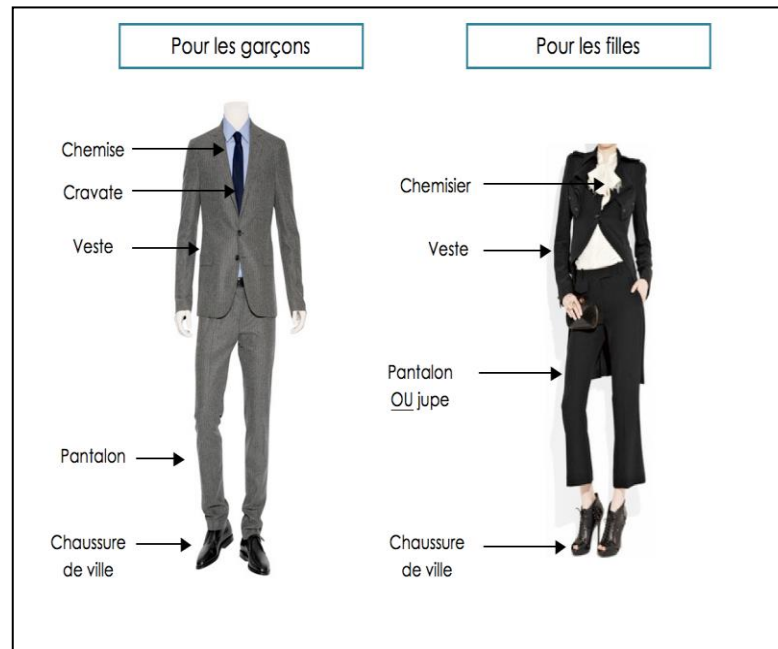 Pour les garçons
Chemise
Cravate
Veste
Pantalon
Chaussure
de ville
Pour les filles
Chemisier
Veste
Pantalon
OU jupe
Chaussure
de ville